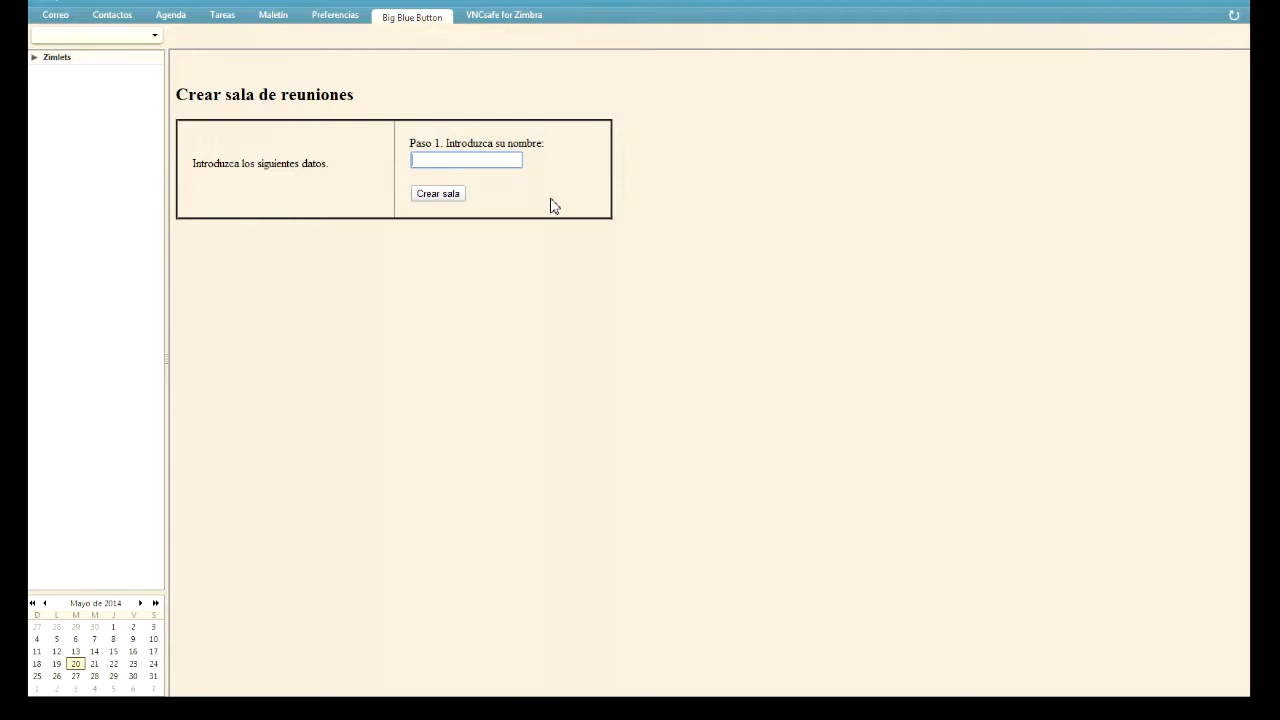 Correo Contactos Agenda Tareas Maletín Preferencias Big Blue Button VNCsafe for Zimbra
Zimlets
Crear sala de reuniones
Introduzca los siguientes datos.
Paso 1. Introduzca su nombre:
Crear sala
Mayo de 2014
D L M M J V S
27 28 29 30 1 2 3
4 5 6 7 8 9 10
11 12 13 14 15 16 17
18 19 20 21 22 23 24
25 26 27 28 29 30 31
1 2 3 4 5 6 7